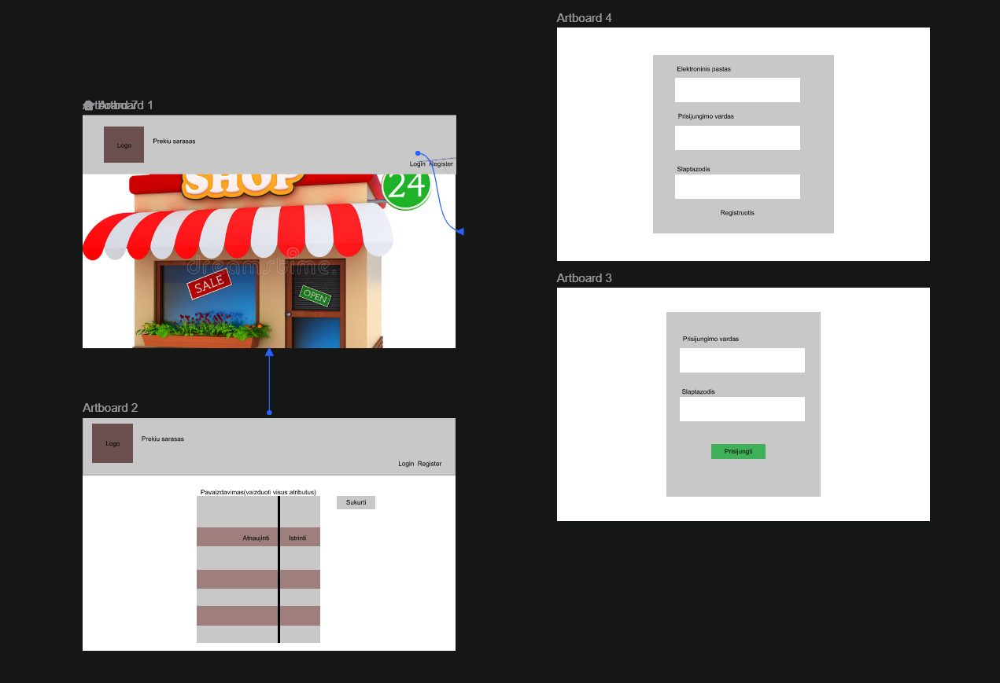 Artboard 1
Logo
Prekiu sarasas
Login Register
SHOP
24
dreamstime.
SALE
OPEN
Artboard 2
Logo
Prekiu sarasas
Login Register
Pavaizdavimas(vaizduoti visus atributus)
Sukurti
Atnaujinti
Istrinti
Artboard 4
Elektroninis pastas
Prisijungimo vardas
Slaptazodis
Registruotis
Artboard 3
Prisijungimo vardas
Slaptazodis
Prisijungti